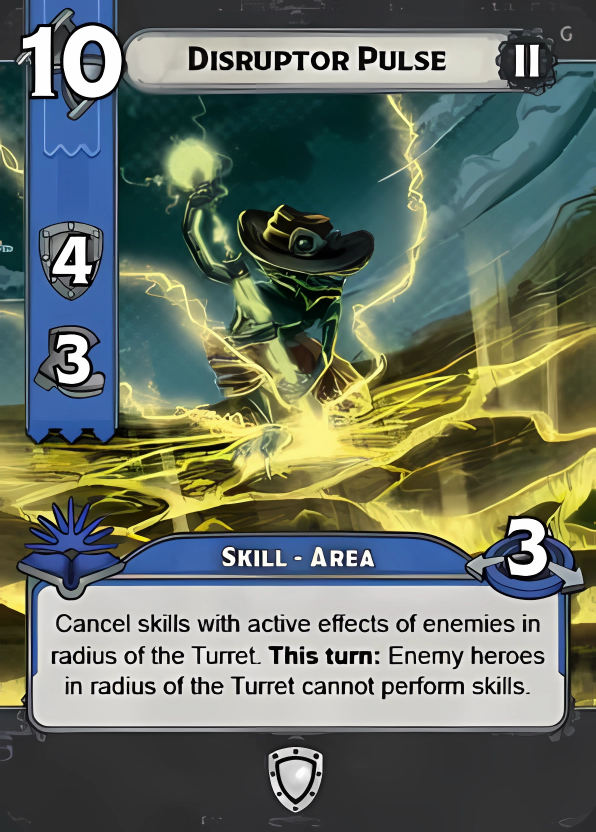 10
DISRUPTOR PULSE
II
G
4
3
SKILL - AREA
3
Cancel skills with active effects of enemies in
radius of the Turret. This turn: Enemy heroes
in radius of the Turret cannot perform skills.